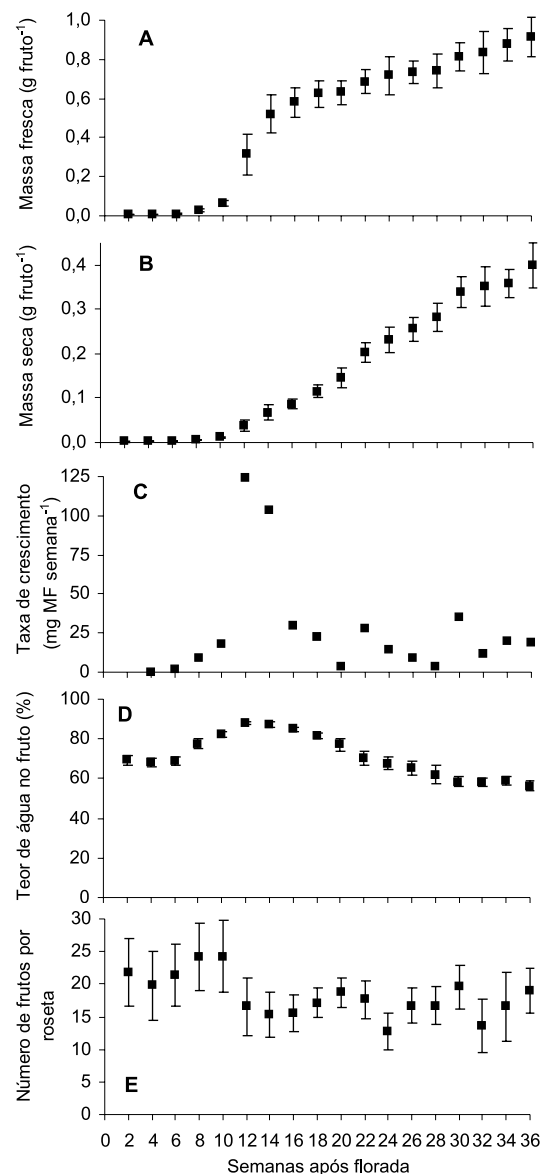 A
Massa fresca (g fruto⁻¹)
1,0
0,8
0,6
0,4
0,2
0,0
B
Massa seca (g fruto⁻¹)
0,4
0,3
0,2
0,1
0,0
C
Taxa de crescimento
(mg MF semana⁻¹)
125
100
75
50
25
0
D
Teor de água no fruto (%)
100
80
60
40
20
0
E
Número de frutos por
roseta
30
25
20
15
10
5
0
0 2 4 6 8 10 12 14 16 18 20 22 24 26 28 30 32 34 36
Semanas após florada